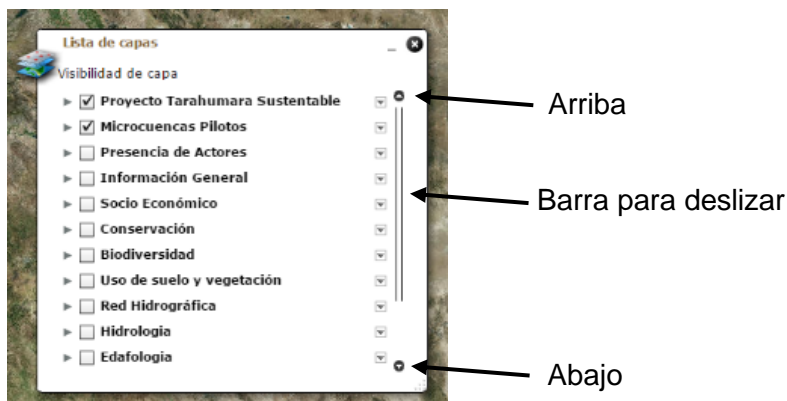 Lista de capas
Visibilidad de capa
Proyecto Tarahumara Sustentable
Arriba
Microcuencas Pilotos
Presencia de Actores
Información General
Socio Económico
Barra para deslizar
Conservación
Biodiversidad
Uso de suelo y vegetación
Red Hidrográfica
Hidrologia
Edafologia
Abajo